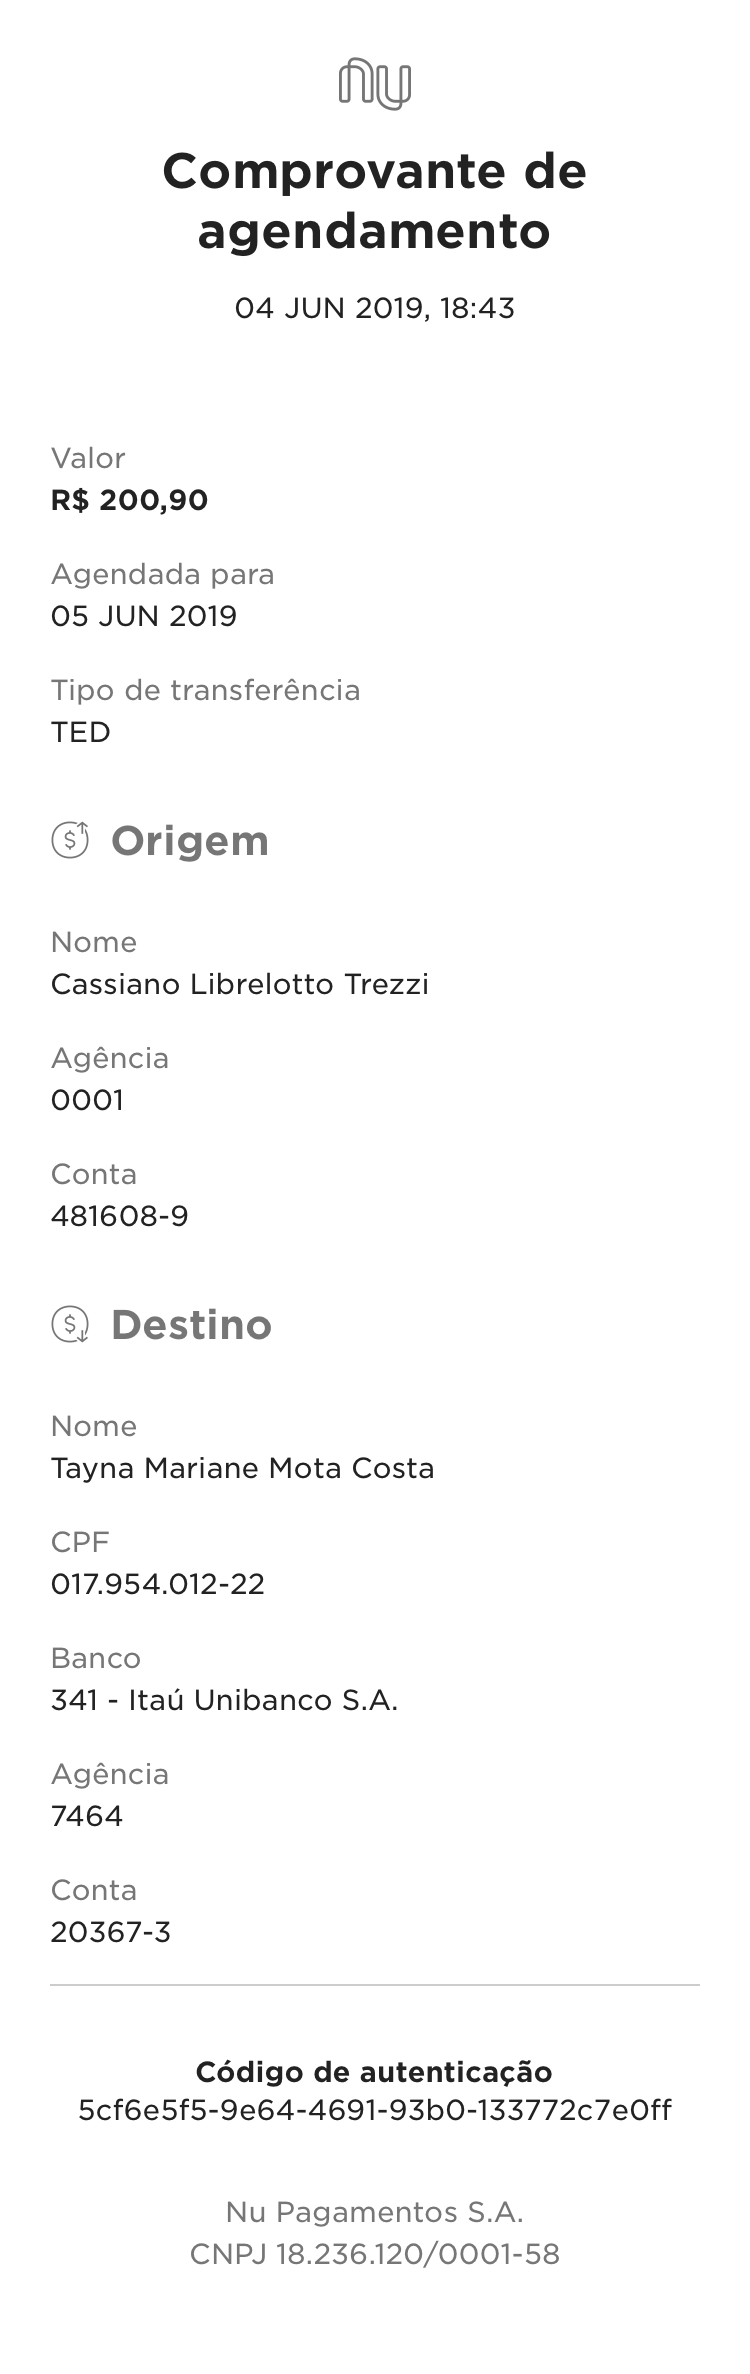 nu
Comprovante de
agendamento
04 JUN 2019, 18:43
Valor
R$ 200,90
Agendada para
05 JUN 2019
Tipo de transferência
TED
Origem
Nome
Cassiano Librelotto Trezzi
Agência
0001
Conta
481608-9
Destino
Nome
Tayna Mariane Mota Costa
CPF
017.954.012-22
Banco
341 - Itaú Unibanco S.A.
Agência
7464
Conta
20367-3
Código de autenticação
5cf6e5f5-9e64-4691-93b0-133772c7e0ff
Nu Pagamentos S.A.
CNPJ 18.236.120/0001-58